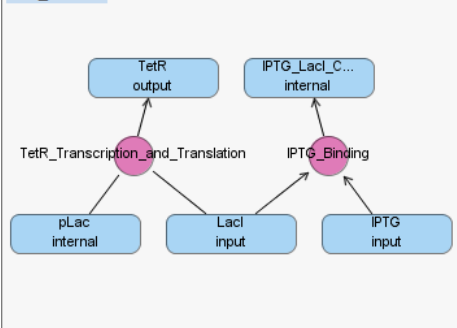 TetR
output
IPTG_LacI_C...
internal
TetR_Transcription_and_Translation
IPTG_Binding
pLac
internal
LacI
input
IPTG
input